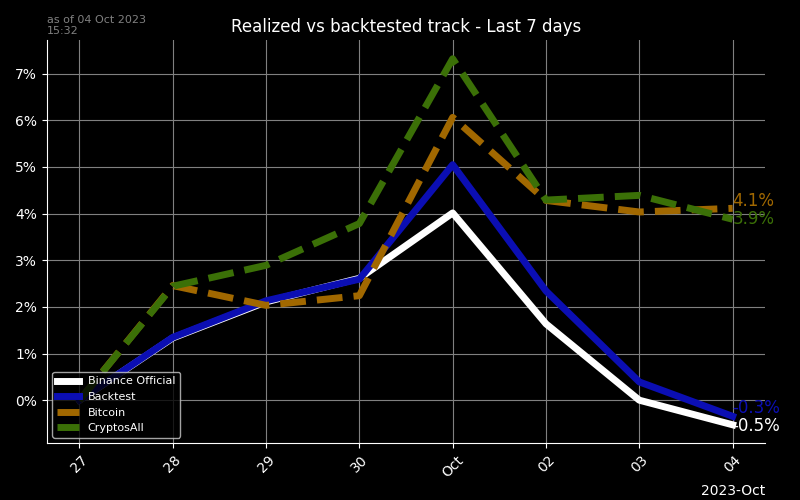 as of 04 Oct 2023
15:32
Realized vs backtested track - Last 7 days
7%
6%
5%
4%
3%
2%
1%
0%
4.1%
3.9%
-0.3%
-0.5%
Binance Official
Backtest
Bitcoin
CryptosAll
27
28
29
30
Oct
02
03
04
2023-Oct